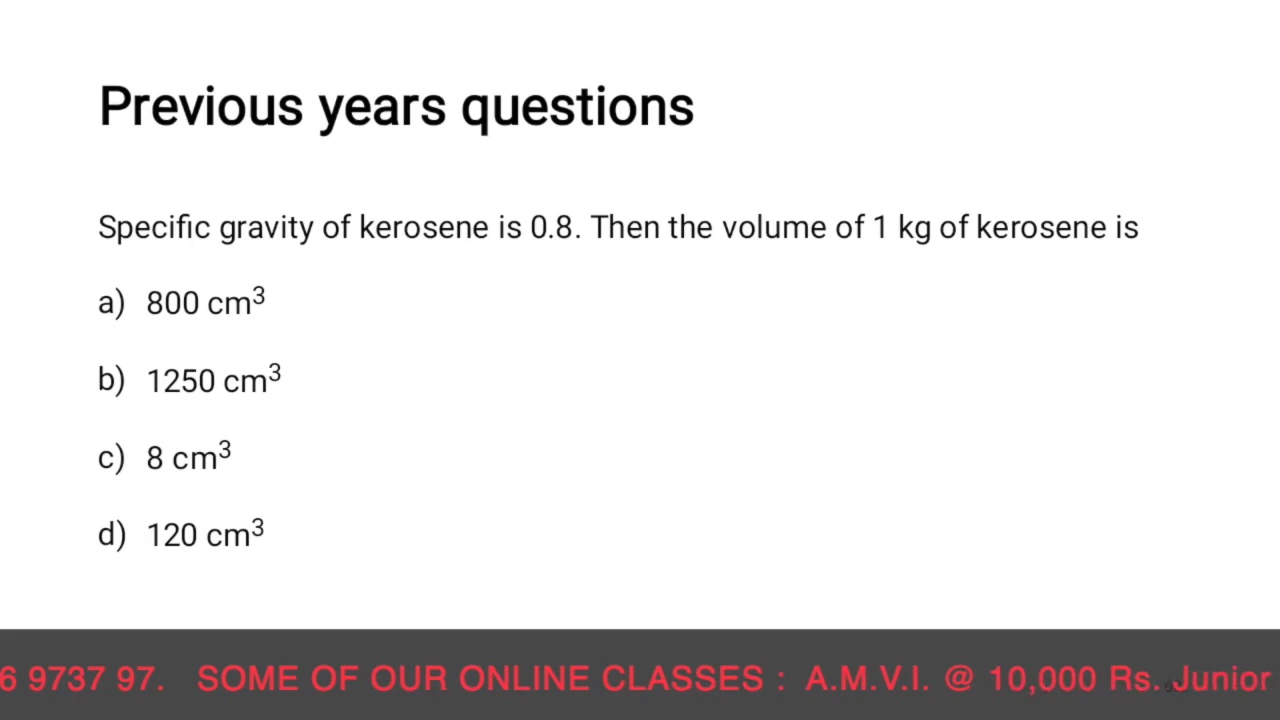 Previous years questions
Specific gravity of kerosene is 0.8. Then the volume of 1 kg of kerosene is
a) 800 cm³
b) 1250 cm³
c) 8 cm³
d) 120 cm³
6 9737 97. SOME OF OUR ONLINE CLASSES : A.M.V.I. @ 10,000 Rs. Junior